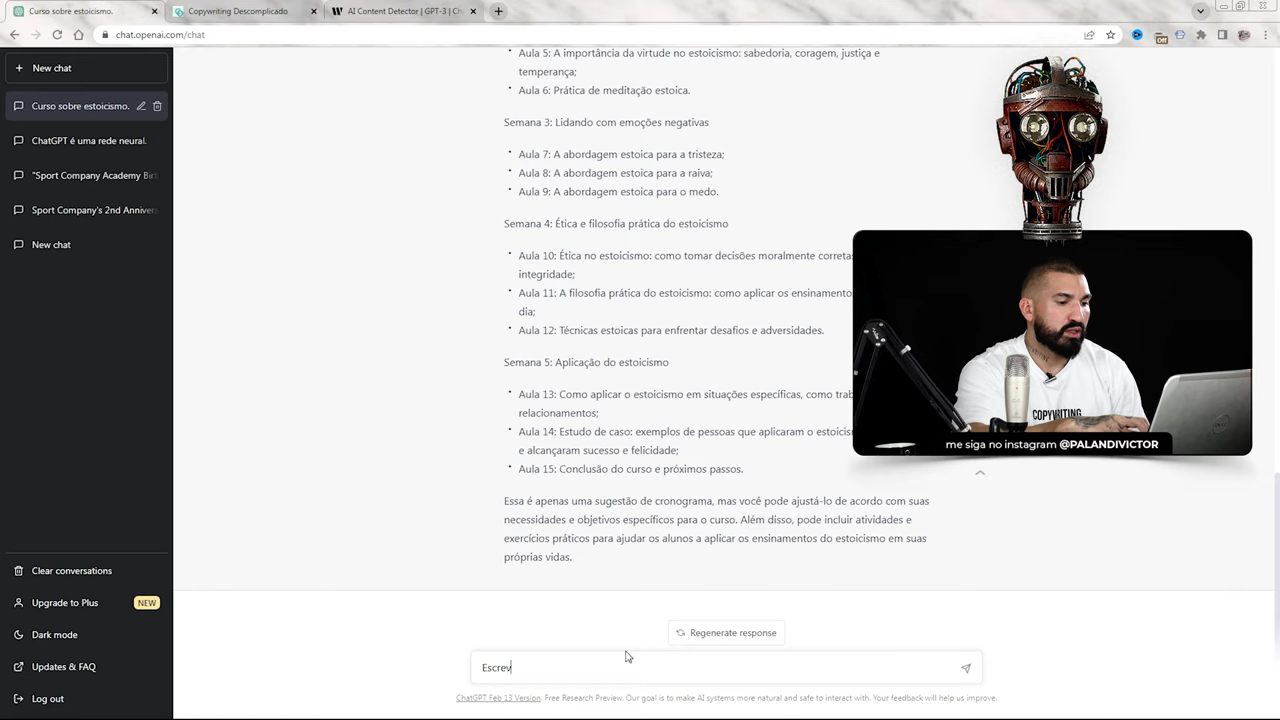 Curso sobre estoicismo.
Copywriting Descomplicado
AI Content Detector | GPT-3 |
chat.openai.com/chat
Off
New chat
Curso sobre estoicismo.
ChatGPT é uma rede neural.
"Sport Company Academy Birt
Sport Company's 2nd Annivers
New chat
Clear conversations
Upgrade to Plus NEW
Dark mode
Updates & FAQ
Log out
Aula 5: A importância da virtude no estoicismo: sabedoria, coragem, justiça e
temperança;
Aula 6: Prática de meditação estoica.
Semana 3: Lidando com emoções negativas
Aula 7: A abordagem estoica para a tristeza;
Aula 8: A abordagem estoica para a raiva;
Aula 9: A abordagem estoica para o medo.
Semana 4: Ética e filosofia prática do estoicismo
Aula 10: Ética no estoicismo: como tomar decisões moralmente corretas
integridade;
Aula 11: A filosofia prática do estoicismo: como aplicar os ensinamento
dia;
Aula 12: Técnicas estoicas para enfrentar desafios e adversidades.
Semana 5: Aplicação do estoicismo
Aula 13: Como aplicar o estoicismo em situações específicas, como trab
relacionamentos;
Aula 14: Estudo de caso: exemplos de pessoas que aplicaram o estoicis
e alcançaram sucesso e felicidade;
Aula 15: Conclusão do curso e próximos passos.
Essa é apenas uma sugestão de cronograma, mas você pode ajustá-lo de acordo com suas
necessidades e objetivos específicos para o curso. Além disso, pode incluir atividades e
exercícios práticos para ajudar os alunos a aplicar os ensinamentos do estoicismo em suas
próprias vidas.
COPYWRITING
me siga no instagram @PALANDIVICTOR
Regenerate response
Escrev
ChatGPT Feb 13 Version. Free Research Preview. Our goal is to make AI systems more natural and safe to interact with. Your feedback will help us improve.